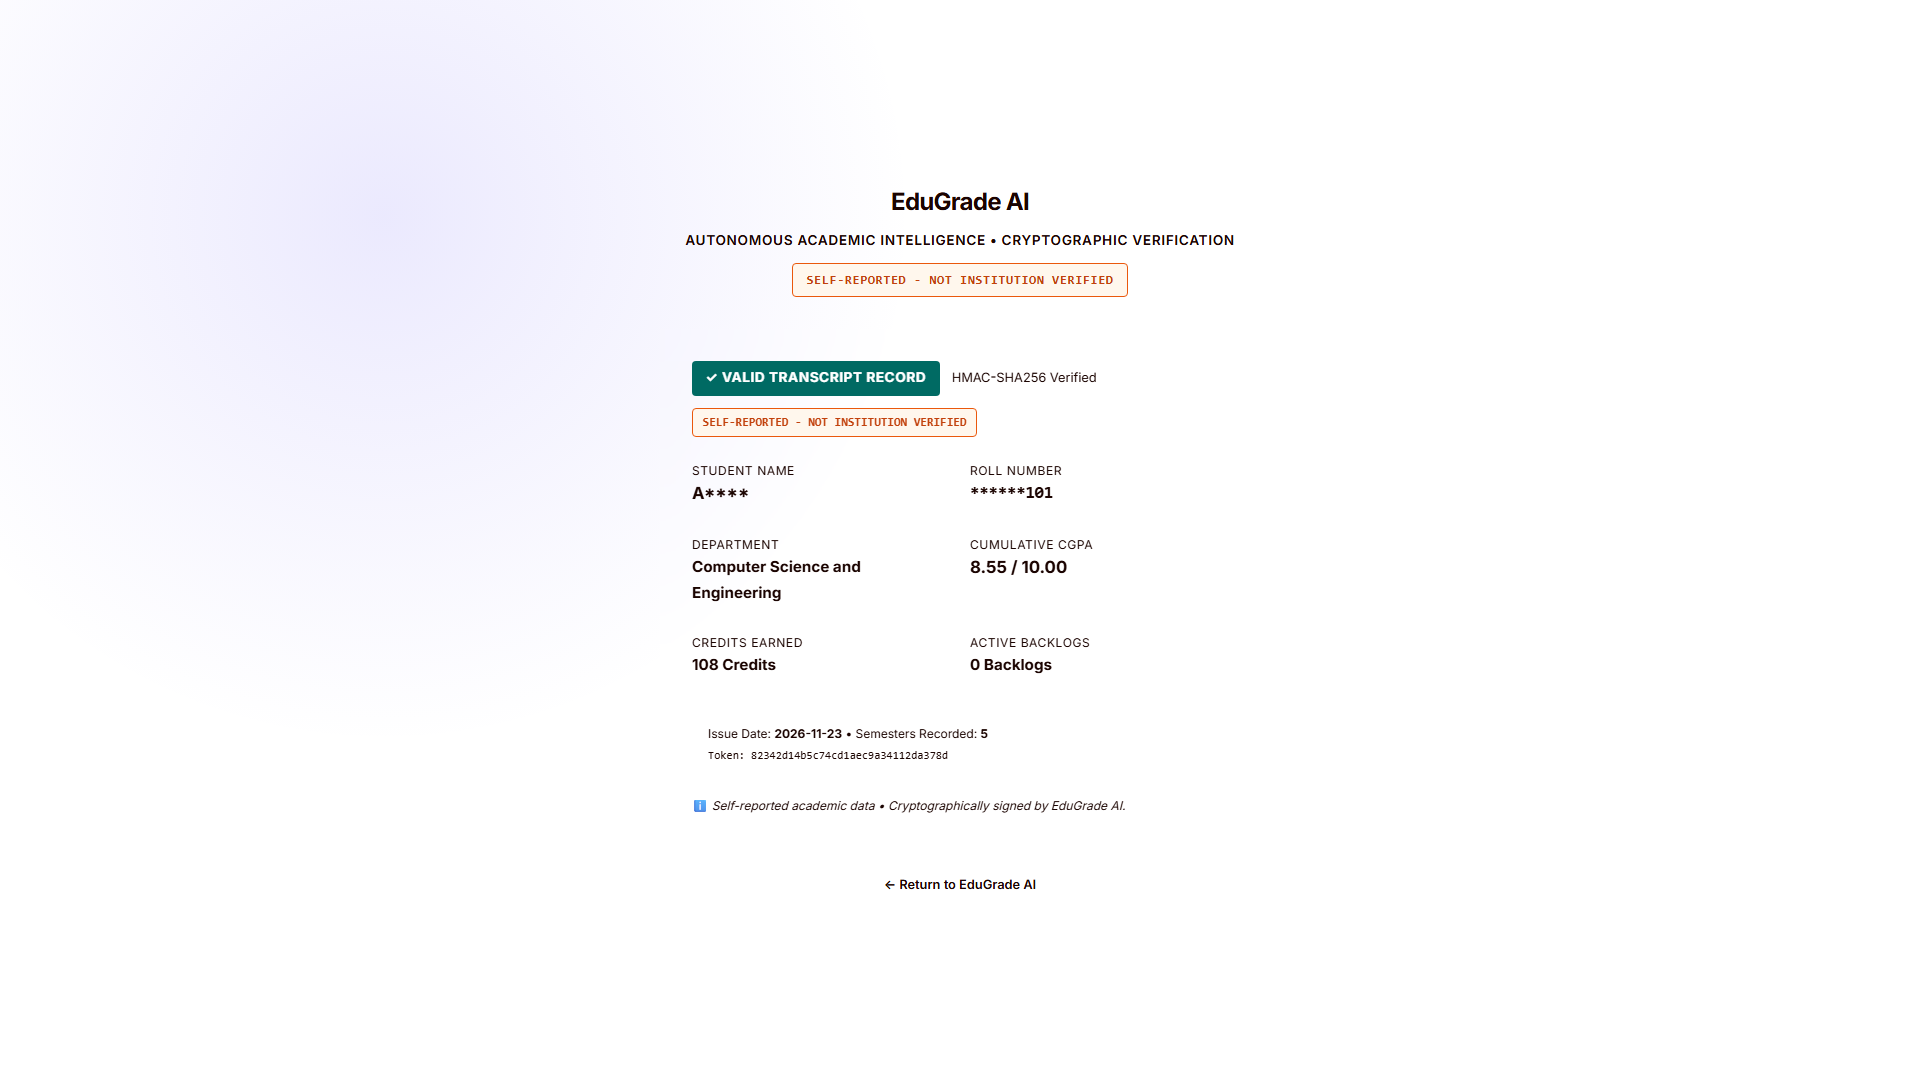 EduGrade AI
AUTONOMOUS ACADEMIC INTELLIGENCE • CRYPTOGRAPHIC VERIFICATION
SELF-REPORTED - NOT INSTITUTION VERIFIED
✓ VALID TRANSCRIPT RECORD HMAC-SHA256 Verified
SELF-REPORTED - NOT INSTITUTION VERIFIED
STUDENT NAME
A****
ROLL NUMBER
******101
DEPARTMENT
Computer Science and
Engineering
CUMULATIVE CGPA
8.55 / 10.00
CREDITS EARNED
108 Credits
ACTIVE BACKLOGS
0 Backlogs
Issue Date: 2026-11-23 • Semesters Recorded: 5
Token: 82342d14b5c74cd1aec9a34112da378d
ℹ️ Self-reported academic data • Cryptographically signed by EduGrade AI.
← Return to EduGrade AI